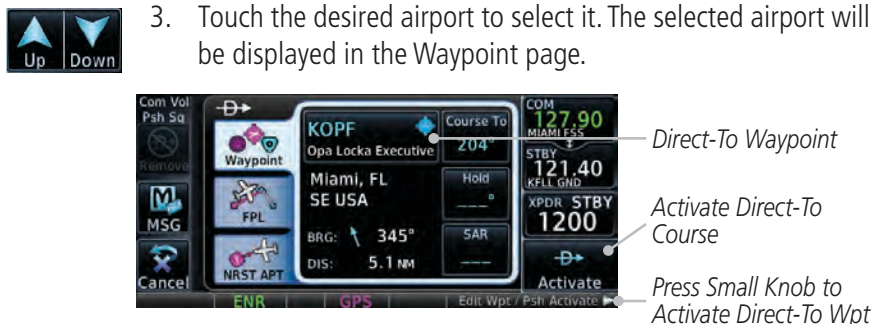 3. Touch the desired airport to select it. The selected airport will
be displayed in the Waypoint page.
Up Down
Com Vol
Psh Sq
Remove
MSG
Cancel
Waypoint
FPL
NRST APT
KOPF
Opa Locka Executive
Miami, FL
SE USA
BRG: 345°
DIS: 5.1 NM
Course To
204°
Hold
___°
SAR
___
COM
127.90
MIAMI FSS
STBY
121.40
KFLL GND
XPDR STBY
1200
Activate
ENR GPS Edit Wpt / Psh Activate
Direct-To Waypoint
Activate Direct-To
Course
Press Small Knob to
Activate Direct-To Wpt